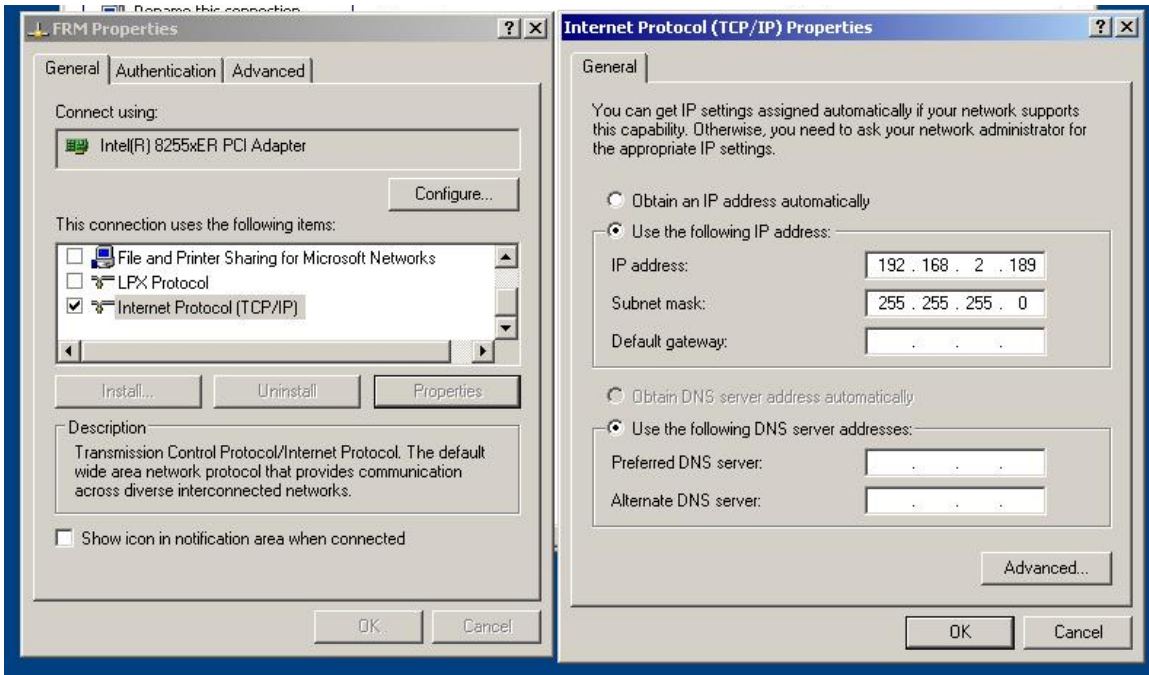 Rename this connection
FRM Properties
General
Authentication
Advanced
Connect using:
Intel(R) 8255xER PCI Adapter
Configure...
This connection uses the following items:
File and Printer Sharing for Microsoft Networks
LPX Protocol
Internet Protocol (TCP/IP)
Install...
Uninstall
Properties
Description
Transmission Control Protocol/Internet Protocol. The default
wide area network protocol that provides communication
across diverse interconnected networks.
Show icon in notification area when connected
OK
Cancel
Internet Protocol (TCP/IP) Properties
General
You can get IP settings assigned automatically if your network supports
this capability. Otherwise, you need to ask your network administrator for
the appropriate IP settings.
Obtain an IP address automatically
Use the following IP address:
IP address:
192 . 168 . 2 . 189
Subnet mask:
255 . 255 . 255 . 0
Default gateway:
. . .
Obtain DNS server address automatically
Use the following DNS server addresses:
Preferred DNS server:
. . .
Alternate DNS server:
. . .
Advanced...
OK
Cancel